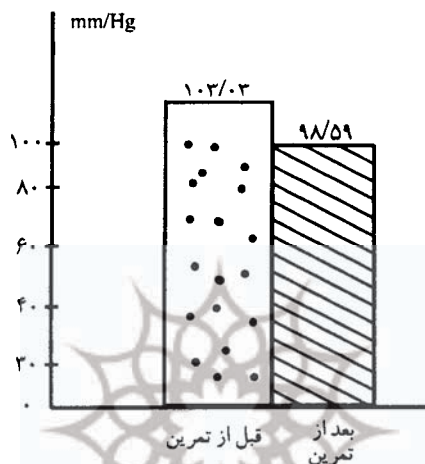 mm/Hg
۱۰۳/۰۳
۹۸/۵۹
۱۰۰
۸۰
۶۰
۴۰
۳۰
۰
قبل از تمرین
بعد از
تمرین